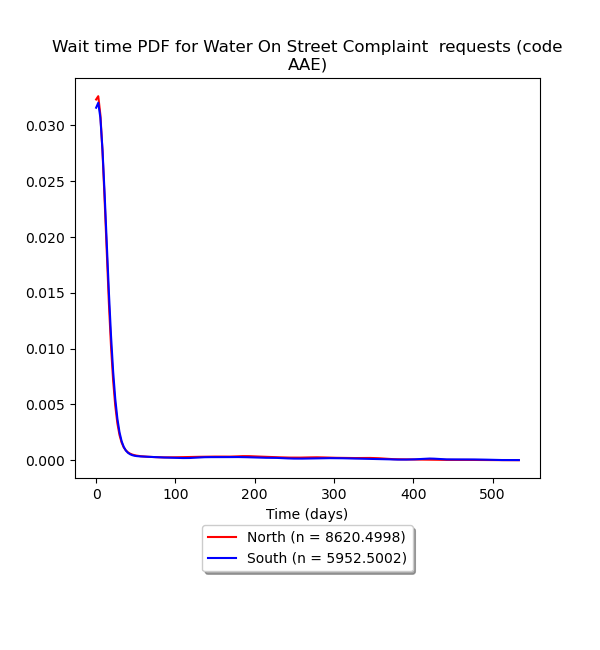 Wait time PDF for Water On Street Complaint  requests (code
AAE)
0.030
0.025
0.020
0.015
0.010
0.005
0.000
0 100 200 300 400 500
Time (days)
North (n = 8620.4998)
South (n = 5952.5002)